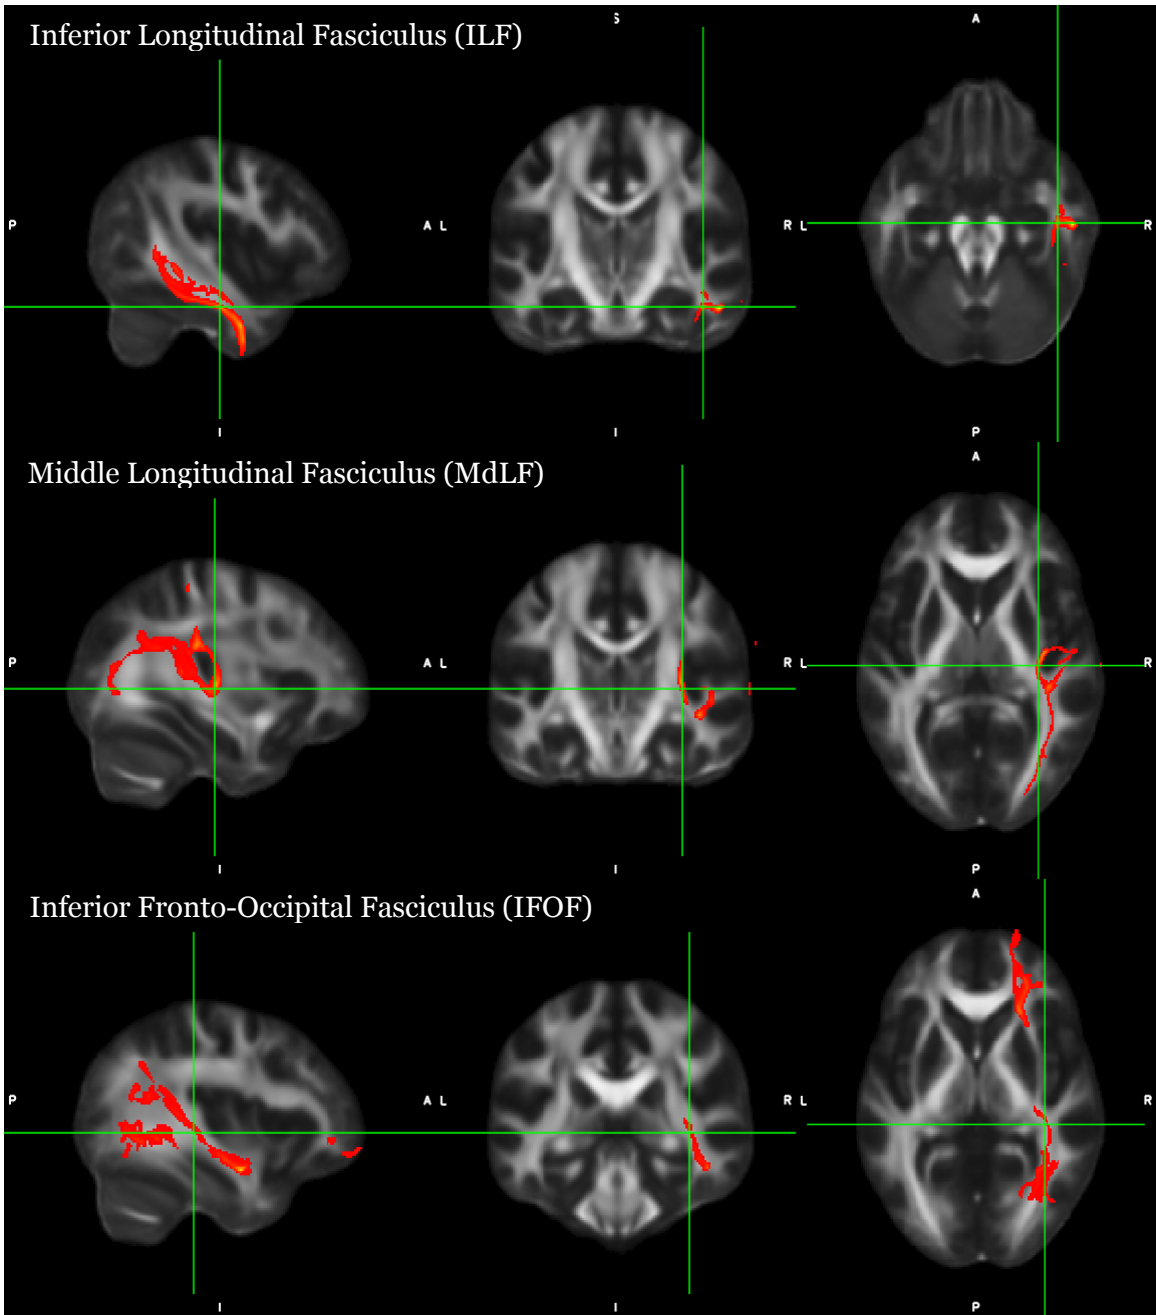 Inferior Longitudinal Fasciculus (ILF)
S
A
P
A L
R L
R
I
I
P
Middle Longitudinal Fasciculus (MdLF)
A
P
A L
R L
R
I
I
P
Inferior Fronto-Occipital Fasciculus (IFOF)
A
P
A L
R L
R
I
I
P